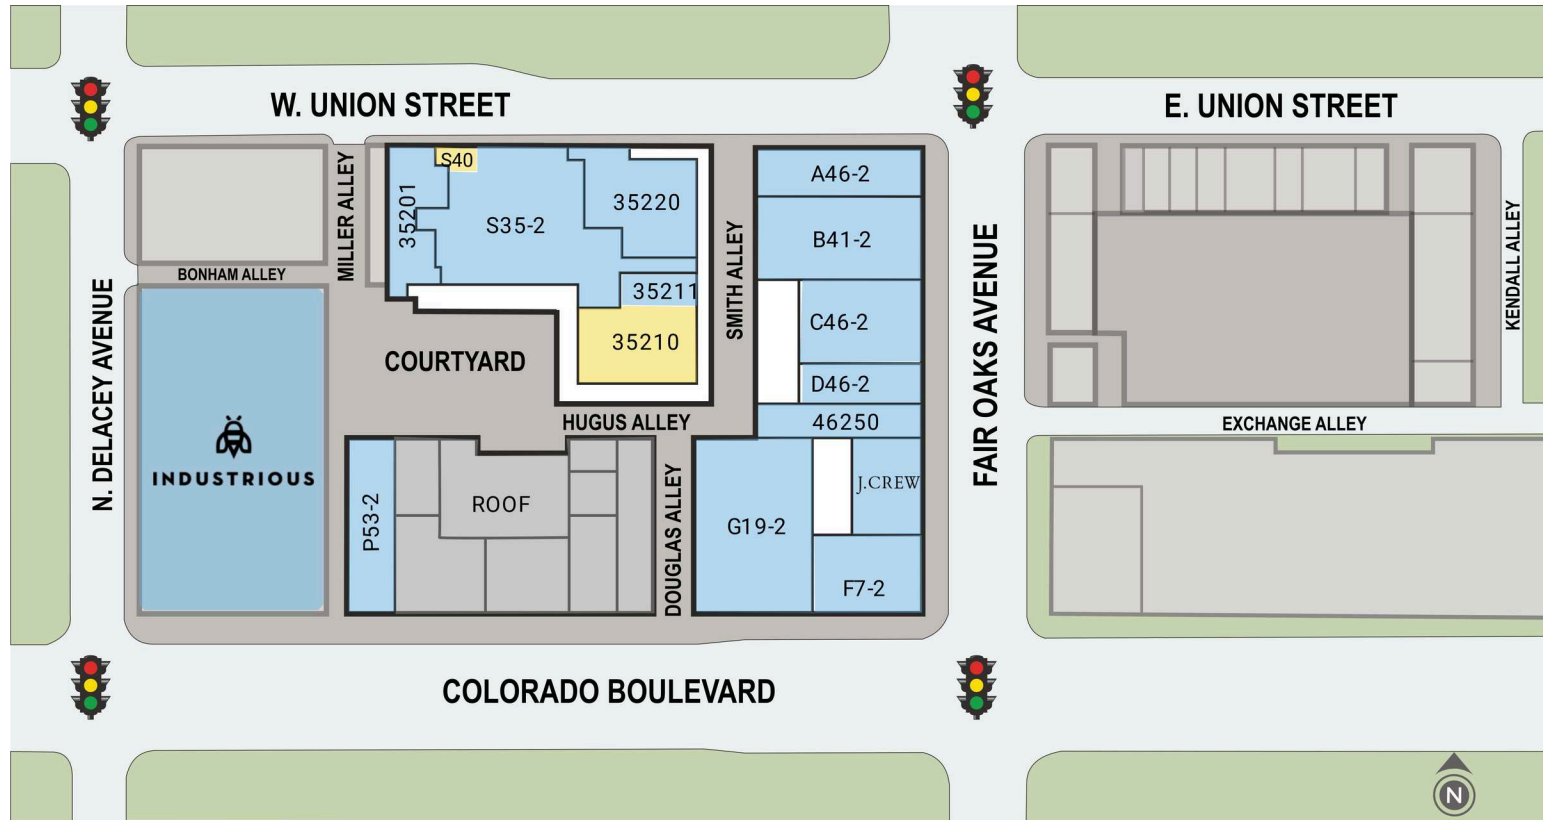 W. UNION STREET
E. UNION STREET
S40
A46-2
35201
MILLER ALLEY
35220
S35-2
B41-2
SMITH ALLEY
KENDALL ALLEY
BONHAM ALLEY
35211
C46-2
FAIR OAKS AVENUE
N. DELACEY AVENUE
35210
COURTYARD
D46-2
HUGUS ALLEY
46250
EXCHANGE ALLEY
INDUSTRIOUS
J.CREW
ROOF
P53-2
DOUGLAS ALLEY
G19-2
F7-2
COLORADO BOULEVARD
N